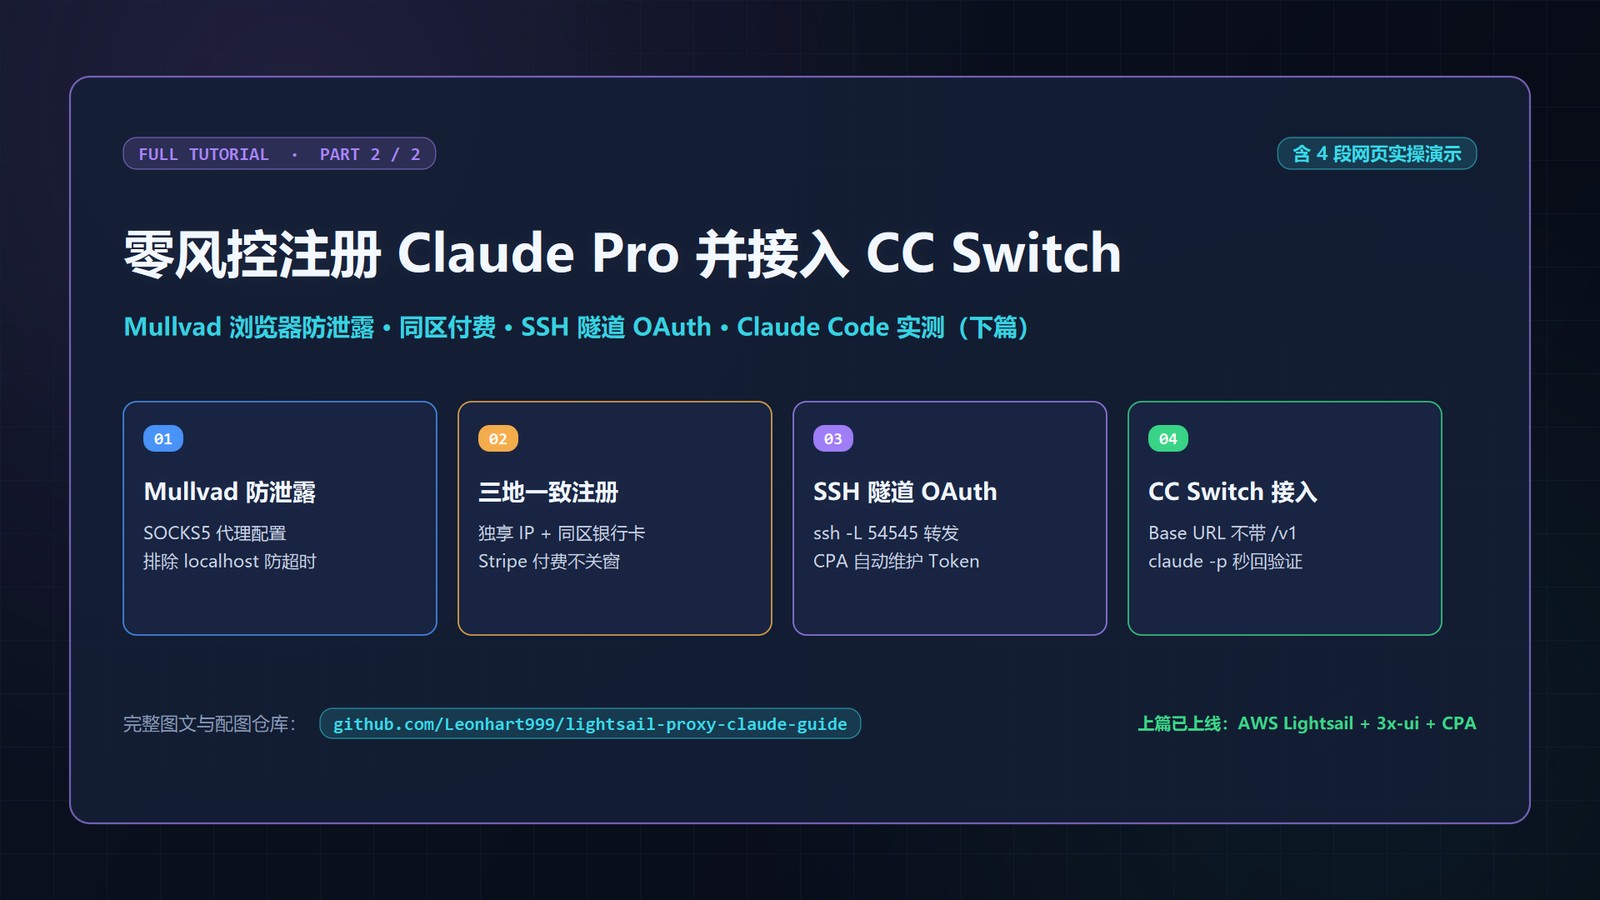 FULL TUTORIAL · PART 2 / 2
含 4 段网页实操演示
零风控注册 Claude Pro 并接入 CC Switch
Mullvad 浏览器防泄露 • 同区付费 • SSH 隧道 OAuth • Claude Code 实测（下篇）
01
Mullvad 防泄露
SOCKS5 代理配置
排除 localhost 防超时
02
三地一致注册
独享 IP + 同区银行卡
Stripe 付费不关窗
03
SSH 隧道 OAuth
ssh -L 54545 转发
CPA 自动维护 Token
04
CC Switch 接入
Base URL 不带 /v1
claude -p 秒回验证
完整图文与配图仓库：
github.com/Leonhart999/lightsail-proxy-claude-guide
上篇已上线：AWS Lightsail + 3x-ui + CPA